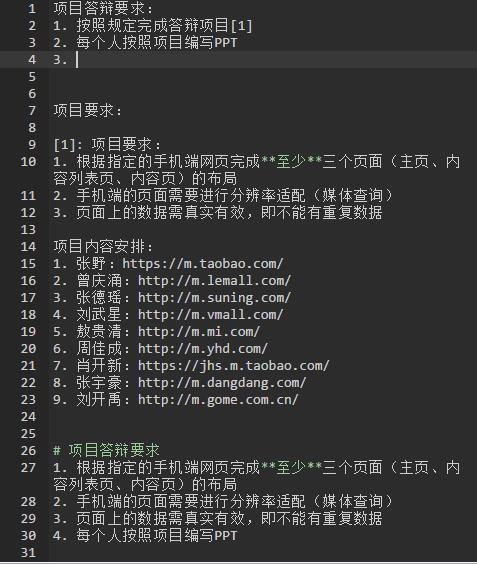 1 项目答辩要求：
2 1. 按照规定完成答辩项目[1]
3 2. 每个人按照项目编写PPT
4 3.
5
6
7 项目要求：
8
9 [1]: 项目要求：
10 1. 根据指定的手机端网页完成**至少**三个页面（主页、内
容列表页、内容页）的布局
11 2. 手机端的页面需要进行分辨率适配（媒体查询）
12 3. 页面上的数据需真实有效，即不能有重复数据
13
14 项目内容安排：
15 1. 张野：https://m.taobao.com/
16 2. 曾庆涌：http://m.lemall.com/
17 3. 张德瑶：http://m.suning.com/
18 4. 刘武星：http://m.vmall.com/
19 5. 敖贵清：http://m.mi.com/
20 6. 周佳成：http://m.yhd.com/
21 7. 肖开新：https://jhs.m.taobao.com/
22 8. 张宇豪：http://m.dangdang.com/
23 9. 刘开禹：http://m.gome.com.cn/
24
25
26 # 项目答辩要求
27 1. 根据指定的手机端网页完成**至少**三个页面（主页、内
容列表页、内容页）的布局
28 2. 手机端的页面需要进行分辨率适配（媒体查询）
29 3. 页面上的数据需真实有效，即不能有重复数据
30 4. 每个人按照项目编写PPT
31